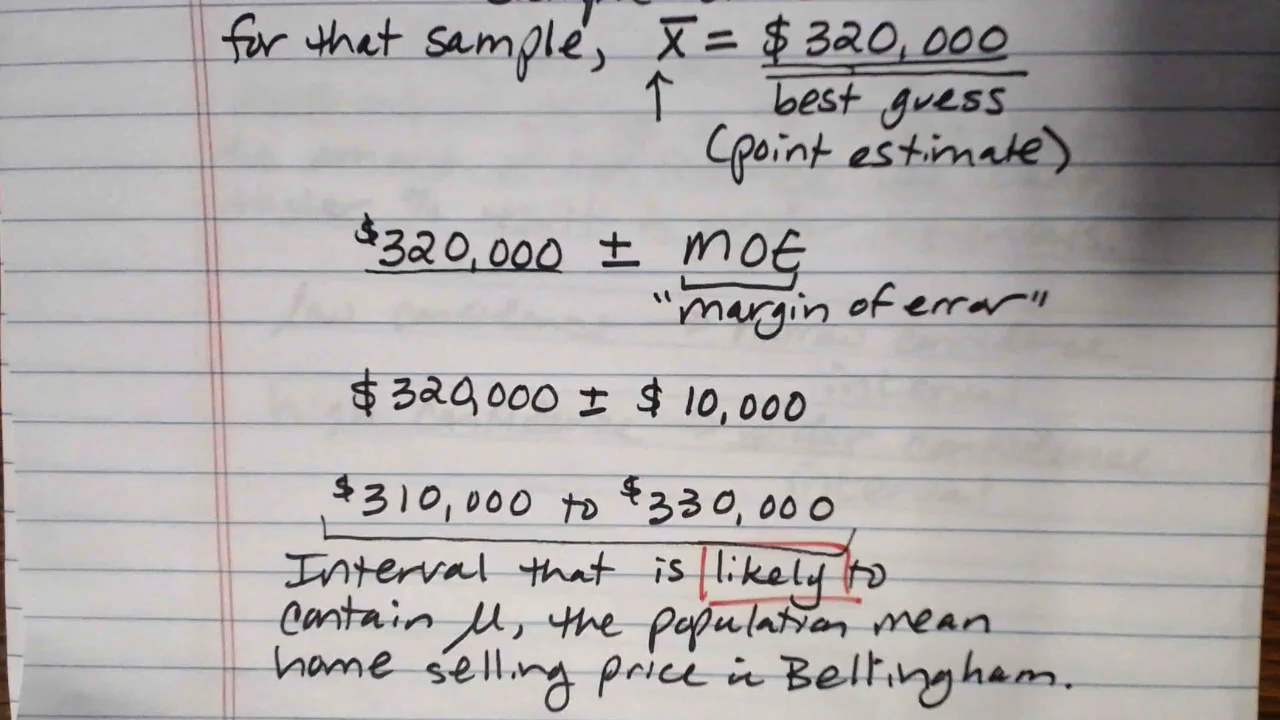 for that sample, x̄ = $320,000
↑ best guess
(point estimate)
$320,000 ± MOE
"margin of error"
$320,000 ± $10,000
$310,000 to $330,000
Interval that is likely to
contain μ, the population mean
home selling price in Bellingham.